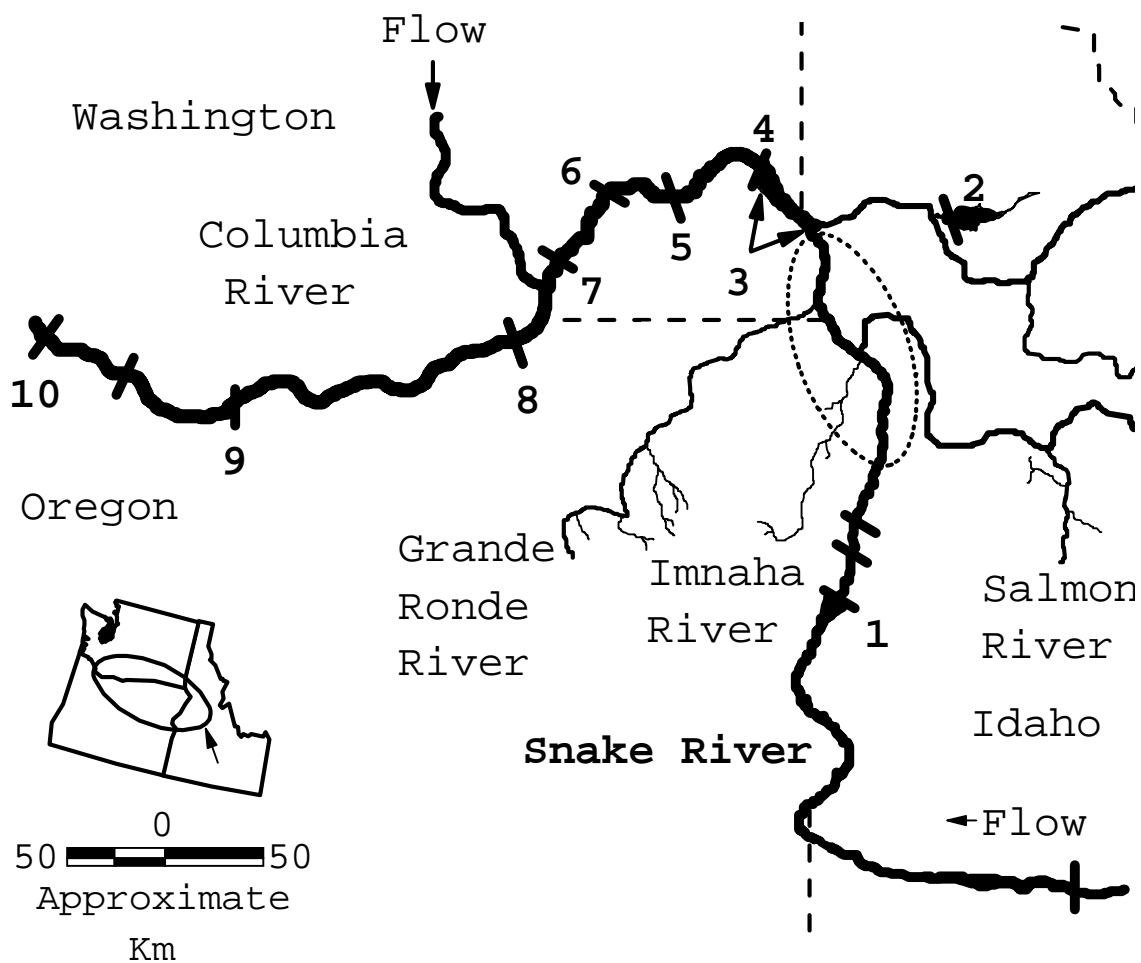 Flow
Washington
4
6
2
Columbia
River
5
3
7
10
8
9
Oregon
Grande
Ronde
River
Imnaha
River
Salmon
River
1
Idaho
Snake River
Flow
0
50
50
Approximate
Km